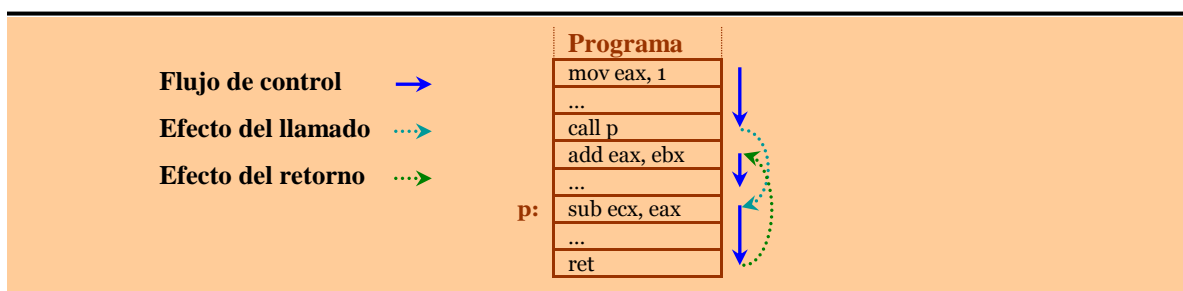 Programa
Flujo de control
Efecto del llamado
Efecto del retorno
mov eax, 1
...
call p
add eax, ebx
...
p: sub ecx, eax
...
ret